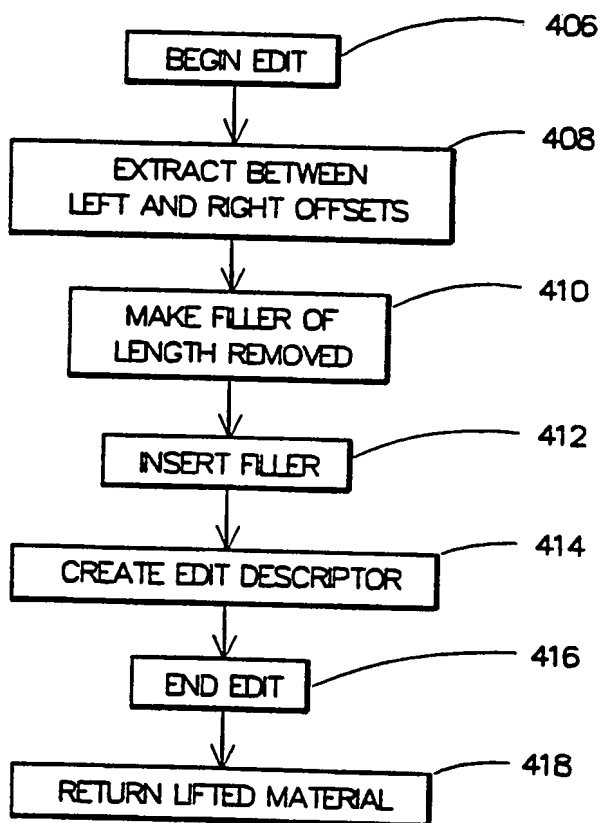 406
BEGIN EDIT
408
EXTRACT BETWEEN
LEFT AND RIGHT OFFSETS
410
MAKE FILLER OF
LENGTH REMOVED
412
INSERT FILLER
414
CREATE EDIT DESCRIPTOR
416
END EDIT
418
RETURN LIFTED MATERIAL